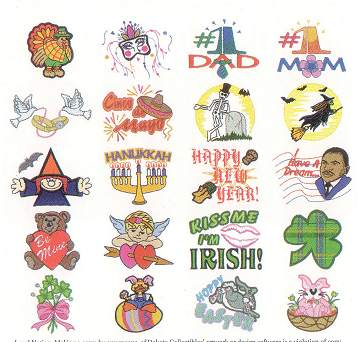 #1
DAD
#1
MOM
Cinco
de
Mayo
HANUKKAH
HAPPY
NEW
YEAR!
I Have A
Dream...
Be
Mine
KISS ME
I'M
IRISH!
HOPPY
EASTER